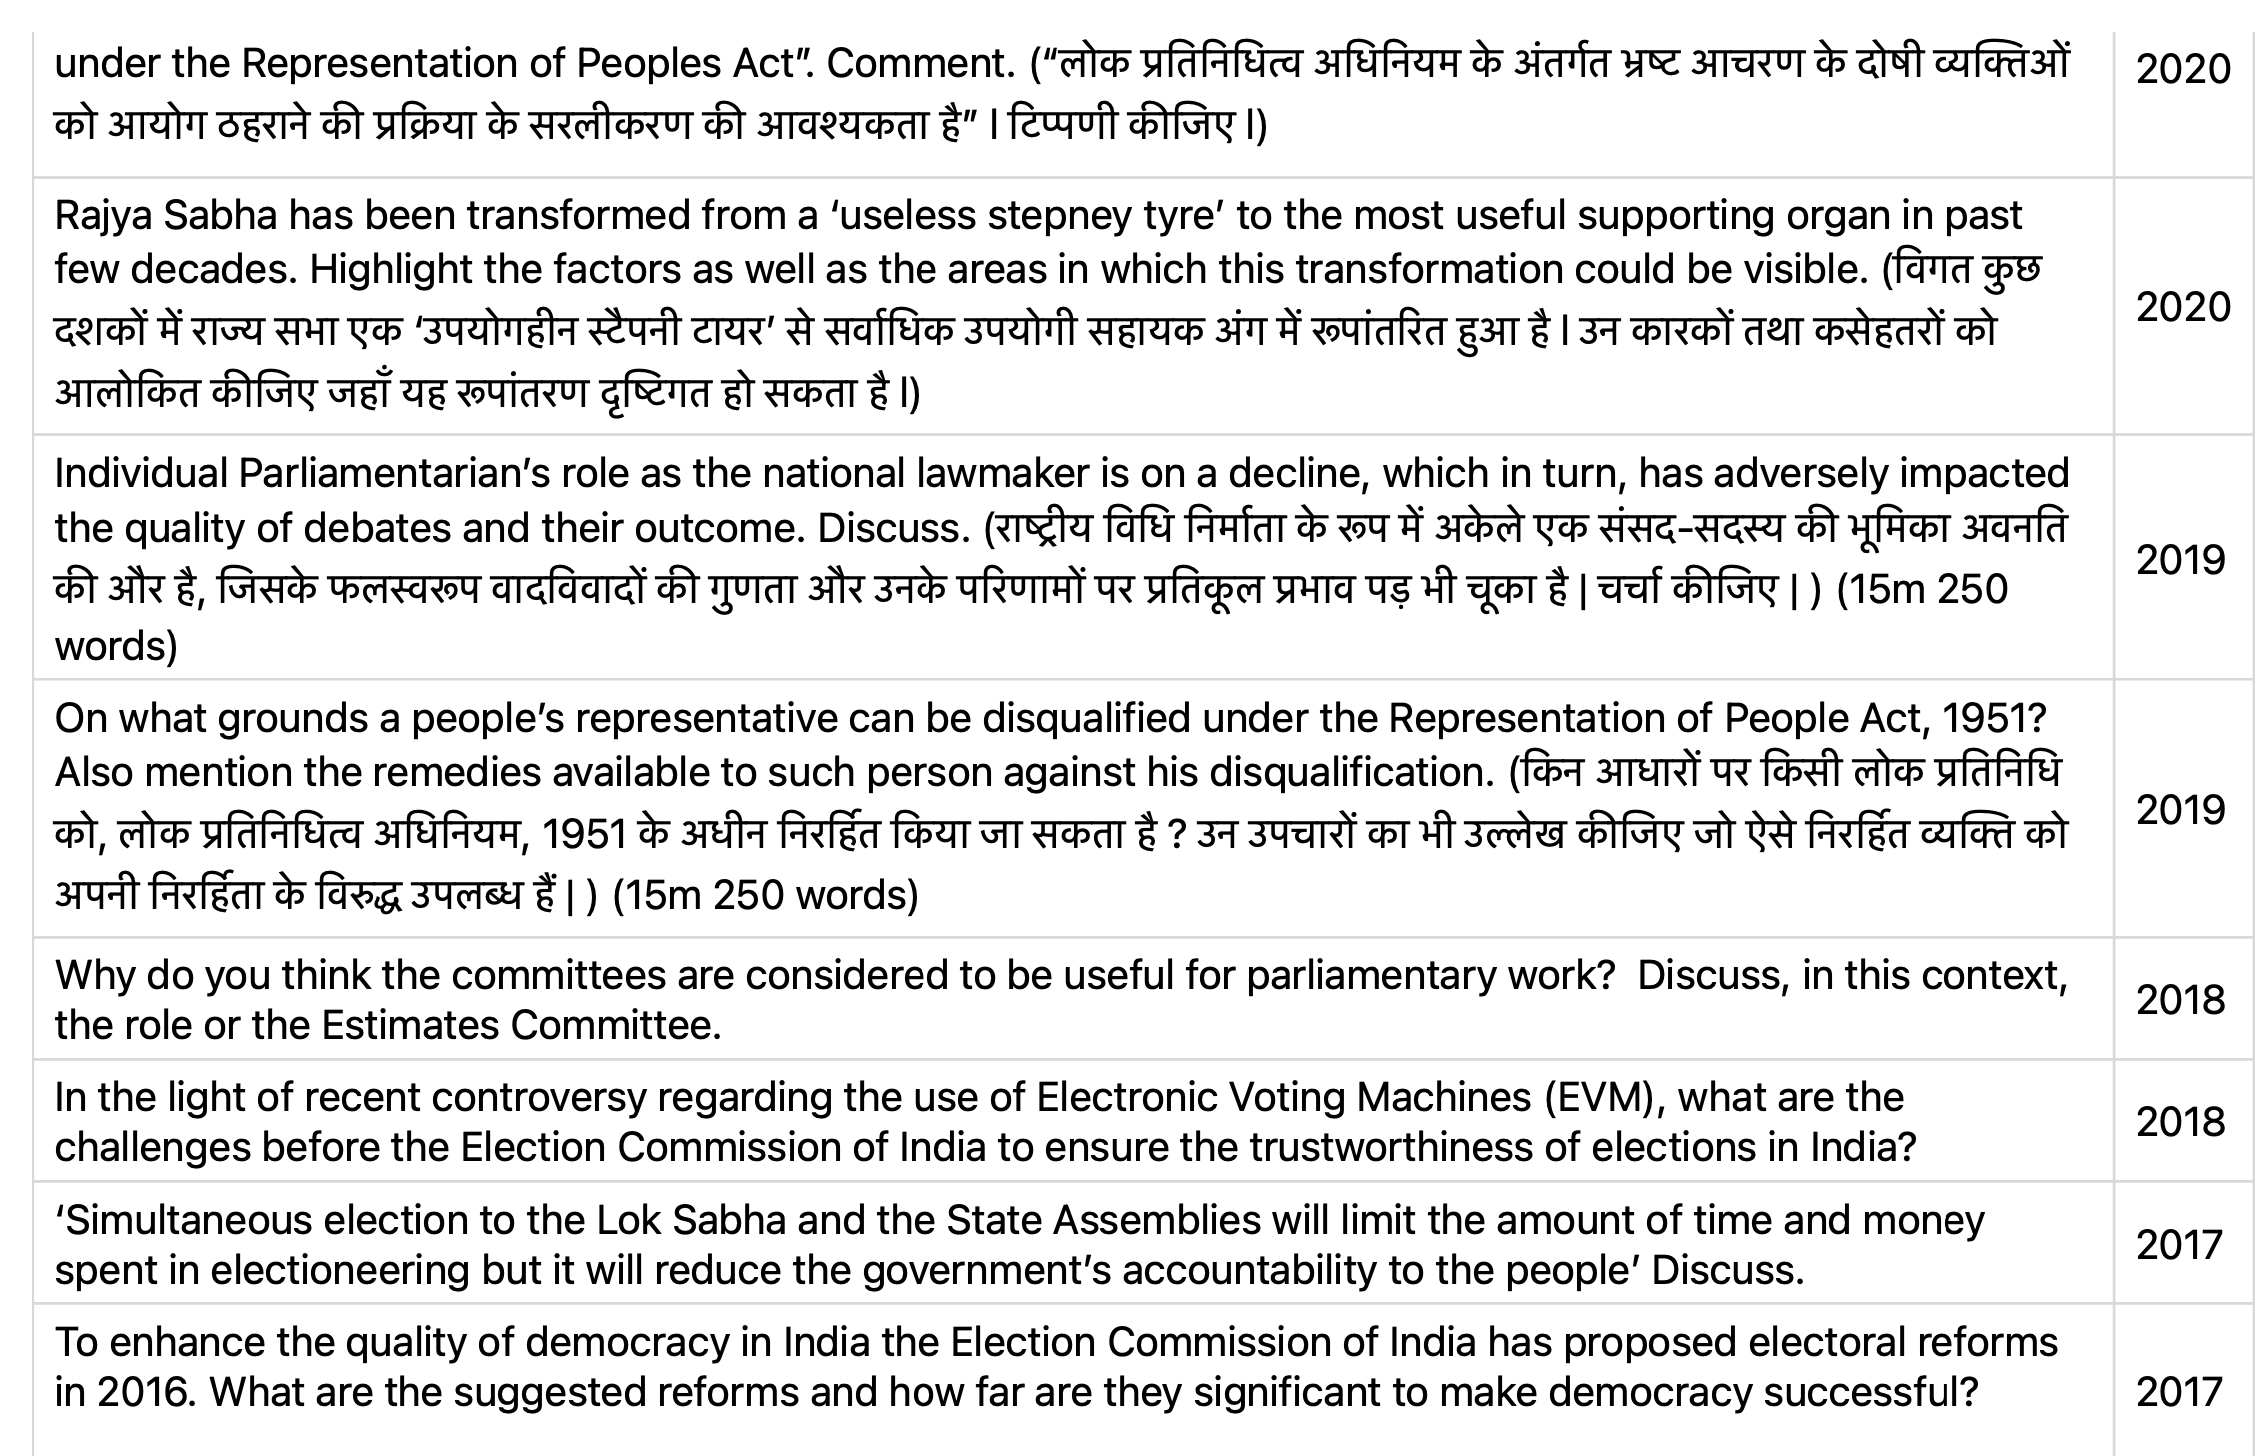 under the Representation of Peoples Act”. Comment. (“लोक प्रतिनिधित्व अधिनियम के अंतर्गत भ्रष्ट आचरण के दोषी व्यक्तिओं
2020
को आयोग ठहराने की प्रक्रिया के सरलीकरण की आवश्यकता है” l टिप्पणी कीजिए l)
Rajya Sabha has been transformed from a ‘useless stepney tyre’ to the most useful supporting organ in past
few decades. Highlight the factors as well as the areas in which this transformation could be visible. (विगत कुछ
2020
दशकों में राज्य सभा एक ‘उपयोगहीन स्टैपनी टायर’ से सर्वाधिक उपयोगी सहायक अंग में रूपांतरित हुआ है l उन कारकों तथा कसेहतरों को
आलोकित कीजिए जहाँ यह रूपांतरण दृष्टिगत हो सकता है l)
Individual Parliamentarian’s role as the national lawmaker is on a decline, which in turn, has adversely impacted
the quality of debates and their outcome. Discuss. (राष्ट्रीय विधि निर्माता के रूप में अकेले एक संसद-सदस्य की भूमिका अवनति
2019
की और है, जिसके फलस्वरूप वादविवादों की गुणता और उनके परिणामों पर प्रतिकूल प्रभाव पड़ भी चूका है | चर्चा कीजिए | ) (15m 250
words)
On what grounds a people’s representative can be disqualified under the Representation of People Act, 1951?
Also mention the remedies available to such person against his disqualification. (किन आधारों पर किसी लोक प्रतिनिधि
2019
को, लोक प्रतिनिधित्व अधिनियम, 1951 के अधीन निरर्हित किया जा सकता है ? उन उपचारों का भी उल्लेख कीजिए जो ऐसे निरर्हित व्यक्ति को
अपनी निरर्हिता के विरुद्ध उपलब्ध हैं | ) (15m 250 words)
Why do you think the committees are considered to be useful for parliamentary work? Discuss, in this context,
2018
the role or the Estimates Committee.
In the light of recent controversy regarding the use of Electronic Voting Machines (EVM), what are the
2018
challenges before the Election Commission of India to ensure the trustworthiness of elections in India?
‘Simultaneous election to the Lok Sabha and the State Assemblies will limit the amount of time and money
2017
spent in electioneering but it will reduce the government’s accountability to the people’ Discuss.
To enhance the quality of democracy in India the Election Commission of India has proposed electoral reforms
in 2016. What are the suggested reforms and how far are they significant to make democracy successful?
2017